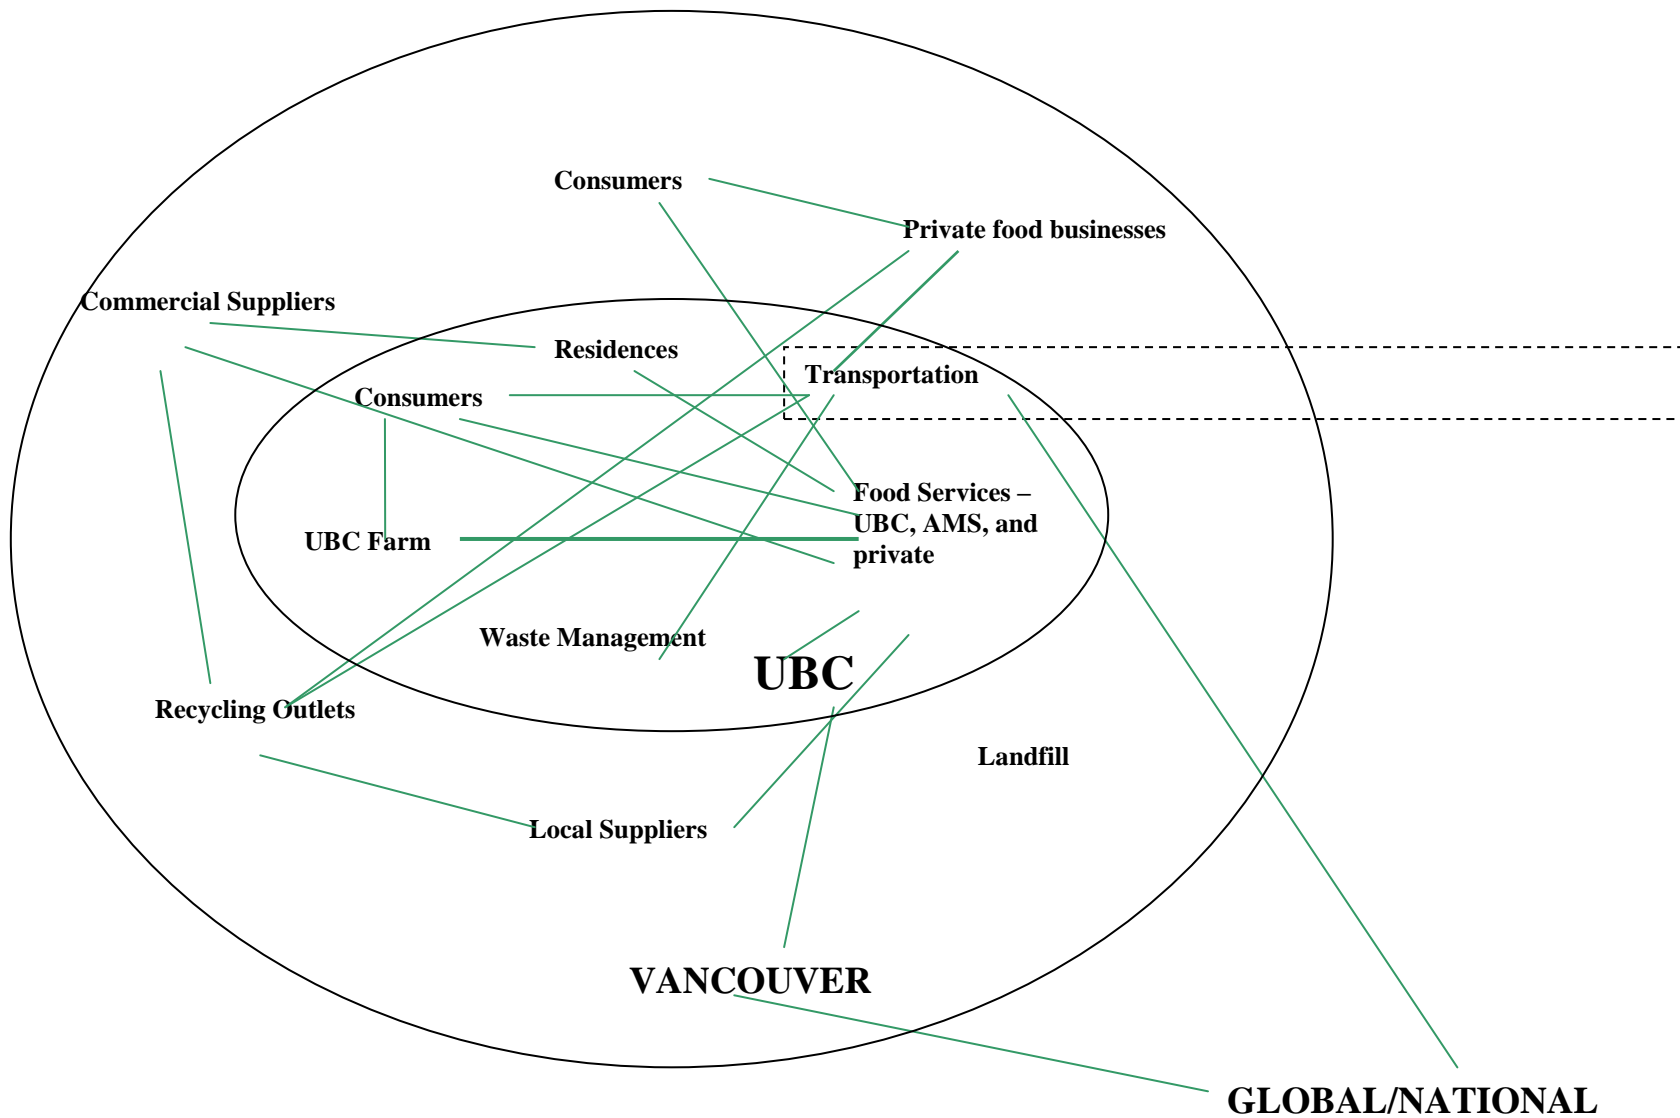 Consumers
Private food businesses
Commercial Suppliers
Residences
Transportation
Consumers
Food Services –
UBC, AMS, and
private
UBC Farm
Waste Management
UBC
Recycling Outlets
Landfill
Local Suppliers
VANCOUVER
GLOBAL/NATIONAL